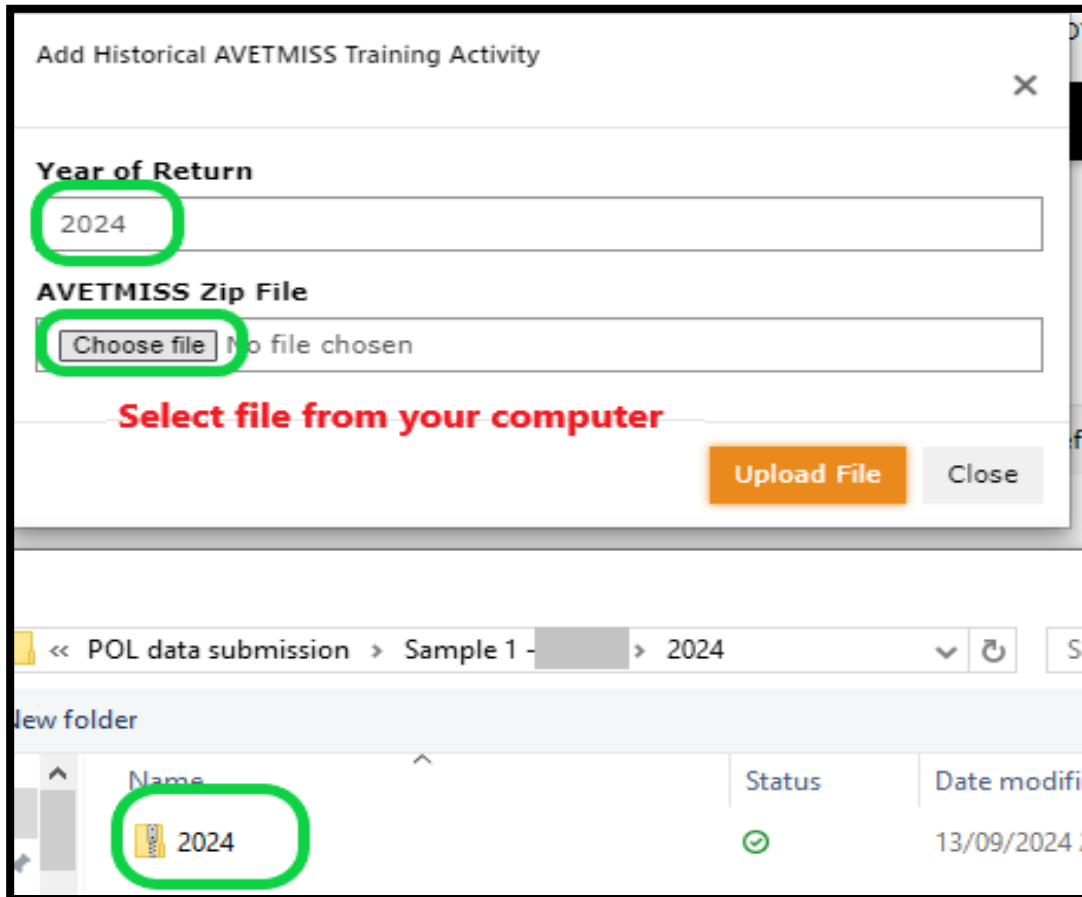 Add Historical AVETMISS Training Activity
×
Year of Return
2024
AVETMISS Zip File
Choose file No file chosen
Select file from your computer
Upload File Close
« POL data submission > Sample 1 - > 2024
New folder
Name Status Date modifi
2024 13/09/2024